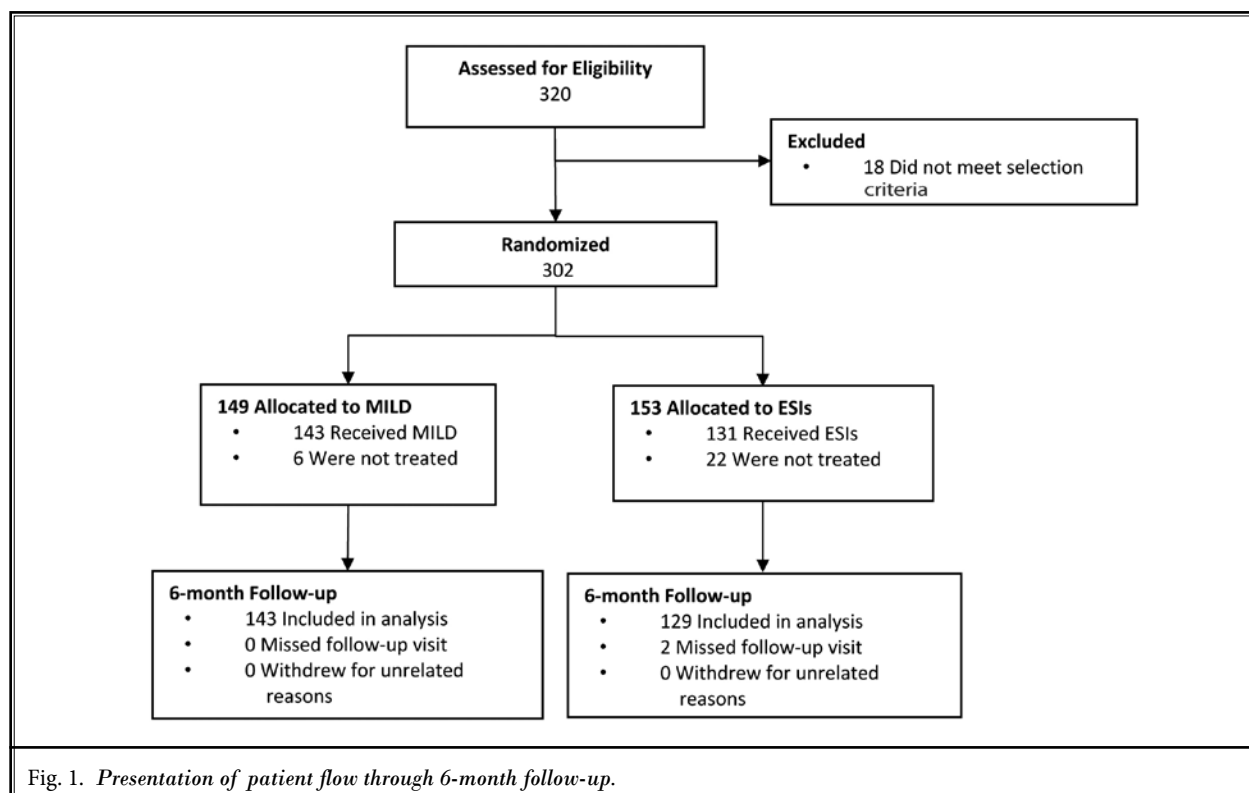 Assessed for Eligibility
320
Excluded
• 18 Did not meet selection
criteria
Randomized
302
149 Allocated to MILD
• 143 Received MILD
• 6 Were not treated
153 Allocated to ESIs
• 131 Received ESIs
• 22 Were not treated
6-month Follow-up
• 143 Included in analysis
• 0 Missed follow-up visit
• 0 Withdrew for unrelated
reasons
6-month Follow-up
• 129 Included in analysis
• 2 Missed follow-up visit
• 0 Withdrew for unrelated
reasons
Fig. 1. Presentation of patient flow through 6-month follow-up.